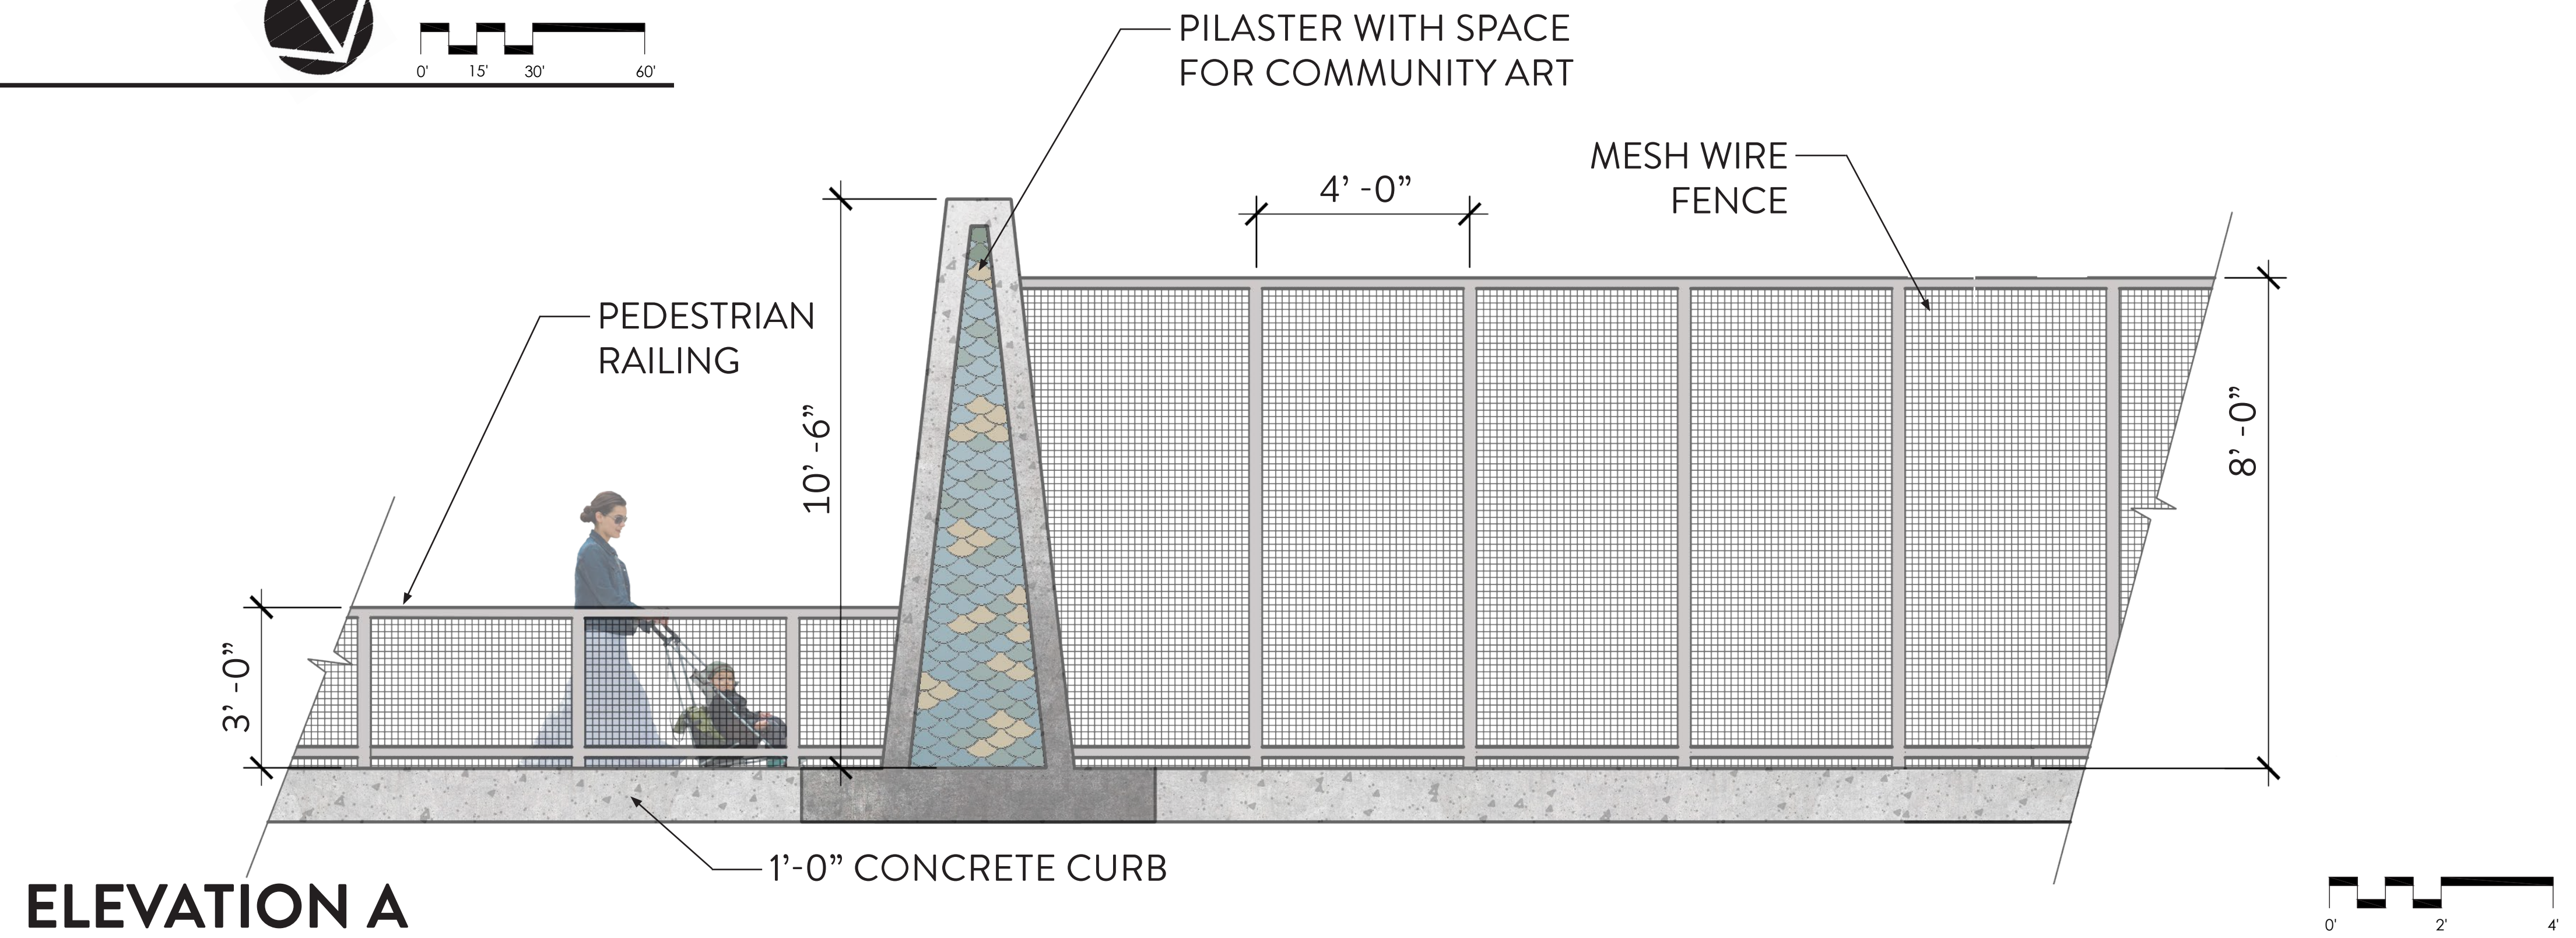 0' 15' 30' 60'
PILASTER WITH SPACE
FOR COMMUNITY ART
MESH WIRE
FENCE
4' -0"
PEDESTRIAN
RAILING
10' -6"
8' -0"
3' -0"
1'-0" CONCRETE CURB
ELEVATION A
0' 2' 4'